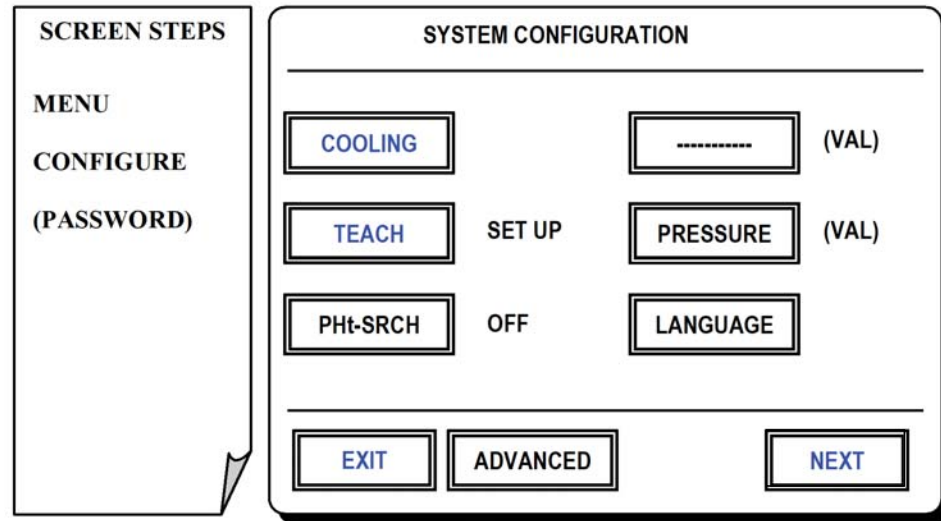 SCREEN STEPS
MENU
CONFIGURE
(PASSWORD)
SYSTEM CONFIGURATION
COOLING
----------- (VAL)
TEACH SET UP
PRESSURE (VAL)
PHt-SRCH OFF
LANGUAGE
EXIT
ADVANCED
NEXT